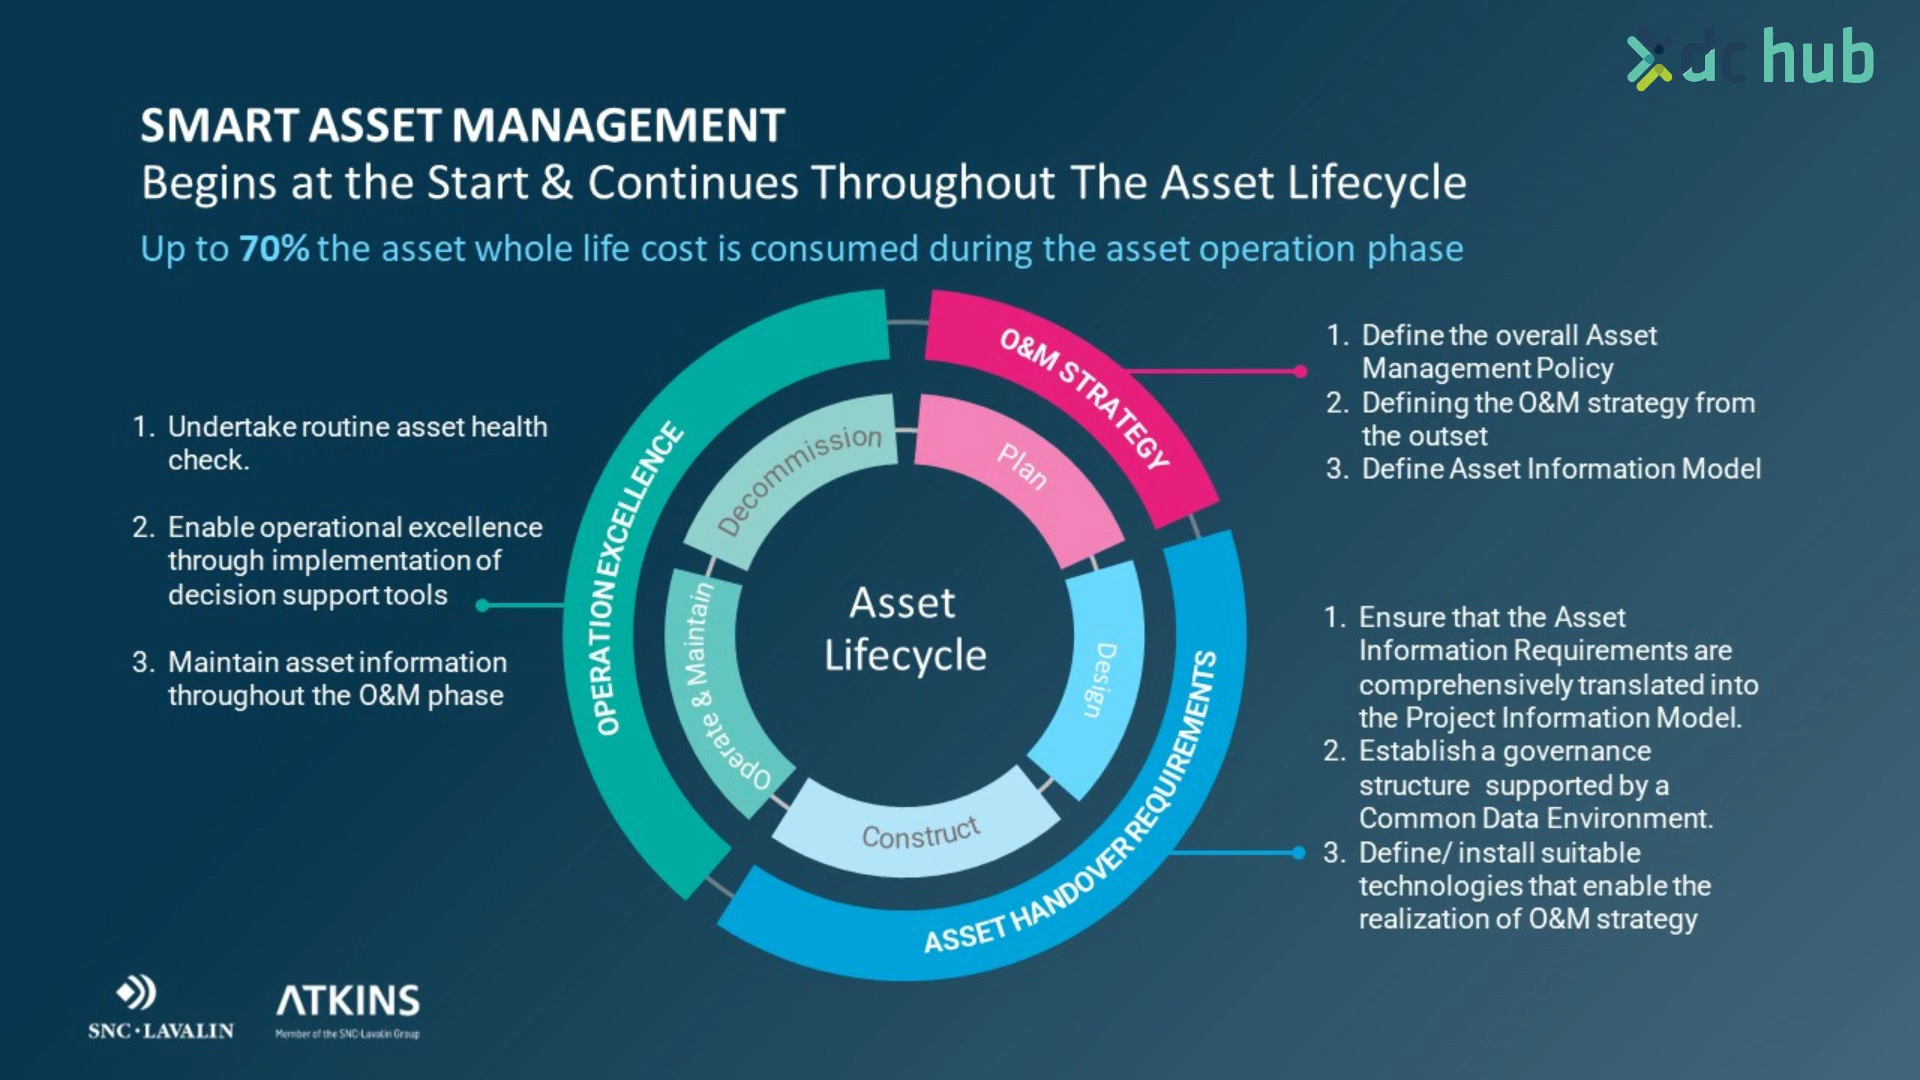 dc hub
SMART ASSET MANAGEMENT
Begins at the Start & Continues Throughout The Asset Lifecycle
Up to 70% the asset whole life cost is consumed during the asset operation phase
1. Undertake routine asset health
check.
2. Enable operational excellence
through implementation of
decision support tools
3. Maintain asset information
throughout the O&M phase
OPERATION EXCELLENCE
O&M STRATEGY
ASSET HANDOVER REQUIREMENTS
Decommission
Plan
Design
Construct
Operate & Maintain
Asset
Lifecycle
1. Define the overall Asset
Management Policy
2. Defining the O&M strategy from
the outset
3. Define Asset Information Model
1. Ensure that the Asset
Information Requirements are
comprehensively translated into
the Project Information Model.
2. Establish a governance
structure supported by a
Common Data Environment.
3. Define/ install suitable
technologies that enable the
realization of O&M strategy
SNC·LAVALIN
ATKINS
Member of the SNC-Lavalin Group